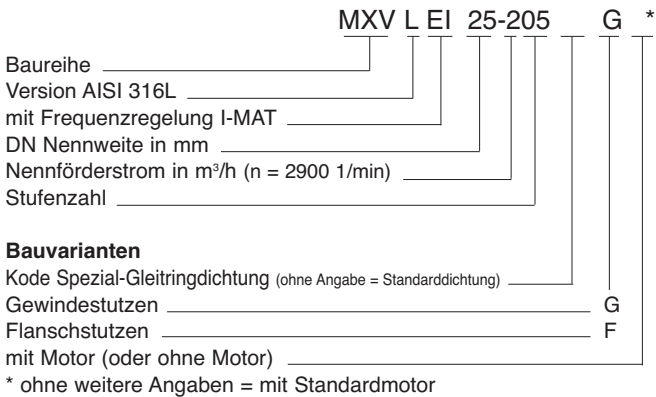 MXV L EI 25-205 G *
Baureihe
Version AISI 316L
mit Frequenzregelung I-MAT
DN Nennweite in mm
Nennförderstrom in m³/h (n = 2900 1/min)
Stufenzahl
Bauvarianten
Kode Spezial-Gleitringdichtung (ohne Angabe = Standarddichtung)
Gewindestutzen G
Flanschstutzen F
mit Motor (oder ohne Motor)
* ohne weitere Angaben = mit Standardmotor